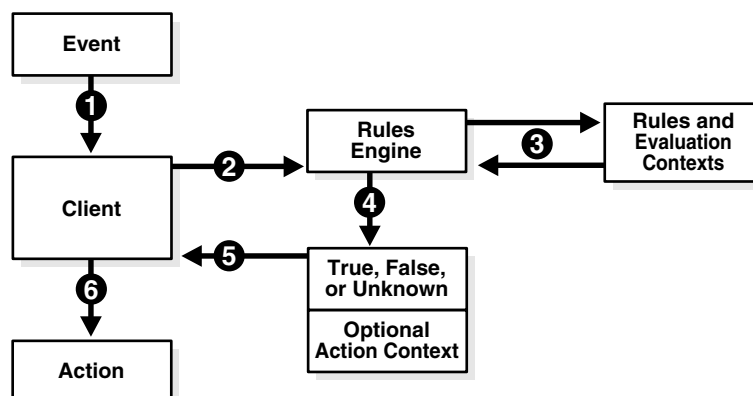 Event
1
Client
2
Rules
Engine
3
Rules and
Evaluation
Contexts
4
5
True, False,
or Unknown
Optional
Action Context
6
Action